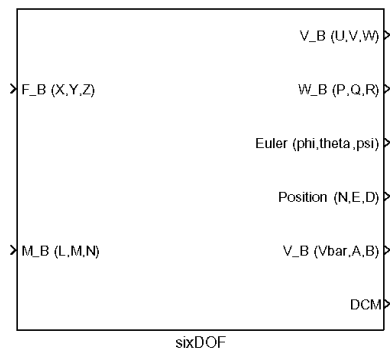 V_B (U,V,W)
F_B (X,Y,Z)
W_B (P,Q,R)
Euler (phi,theta,psi)
Position (N,E,D)
M_B (L,M,N)
V_B (Vbar,A,B)
DCM
sixDOF